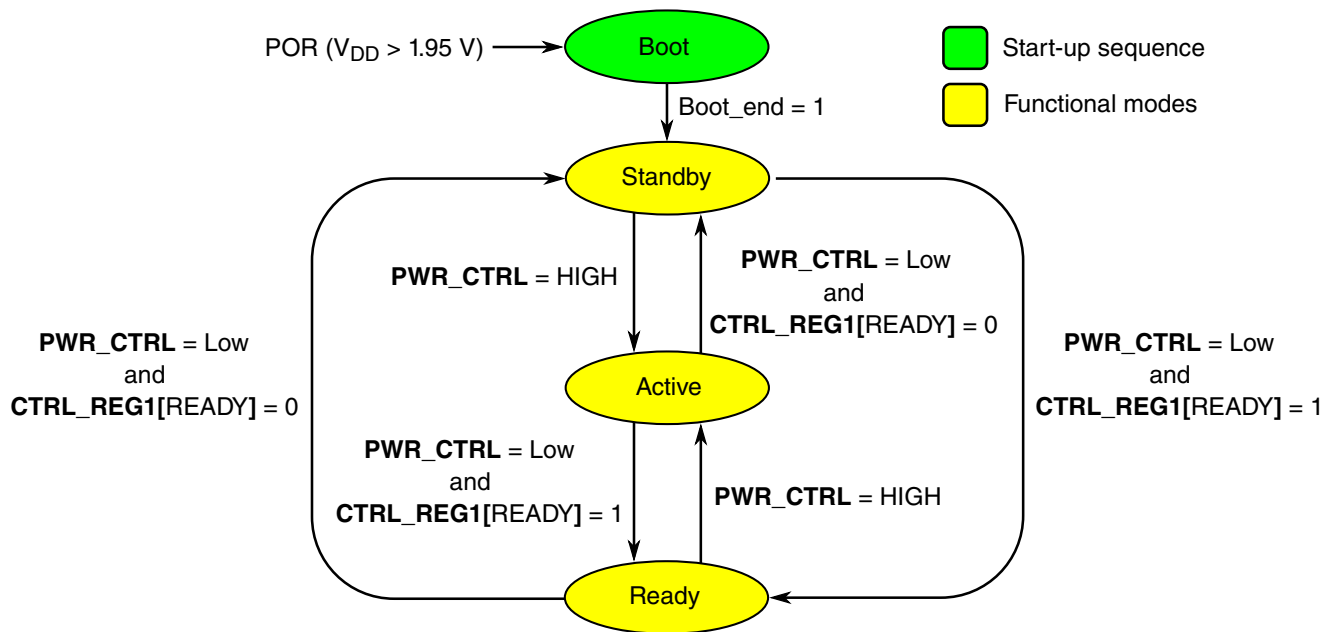 POR (VDD > 1.95 V)
Boot
Start-up sequence
Functional modes
Boot_end = 1
Standby
PWR_CTRL = HIGH
PWR_CTRL = Low
and
CTRL_REG1[READY] = 0
PWR_CTRL = Low
and
CTRL_REG1[READY] = 0
Active
PWR_CTRL = Low
and
CTRL_REG1[READY] = 1
PWR_CTRL = Low
and
CTRL_REG1[READY] = 1
PWR_CTRL = HIGH
Ready